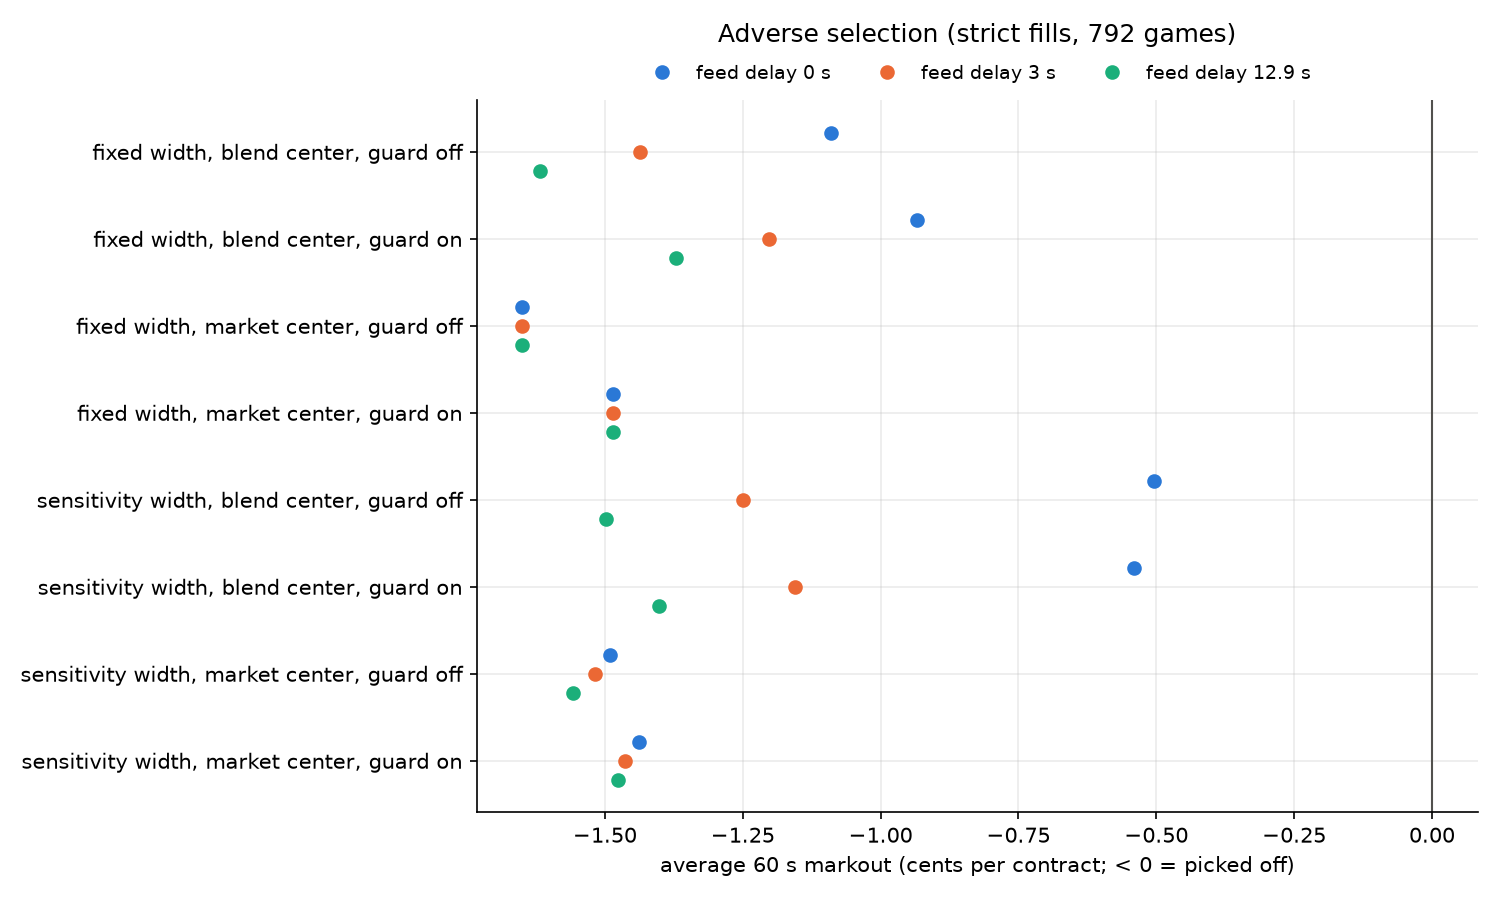 Adverse selection (strict fills, 792 games)
feed delay 0 s feed delay 3 s feed delay 12.9 s
fixed width, blend center, guard off
fixed width, blend center, guard on
fixed width, market center, guard off
fixed width, market center, guard on
sensitivity width, blend center, guard off
sensitivity width, blend center, guard on
sensitivity width, market center, guard off
sensitivity width, market center, guard on
−1.50 −1.25 −1.00 −0.75 −0.50 −0.25 0.00
average 60 s markout (cents per contract; < 0 = picked off)